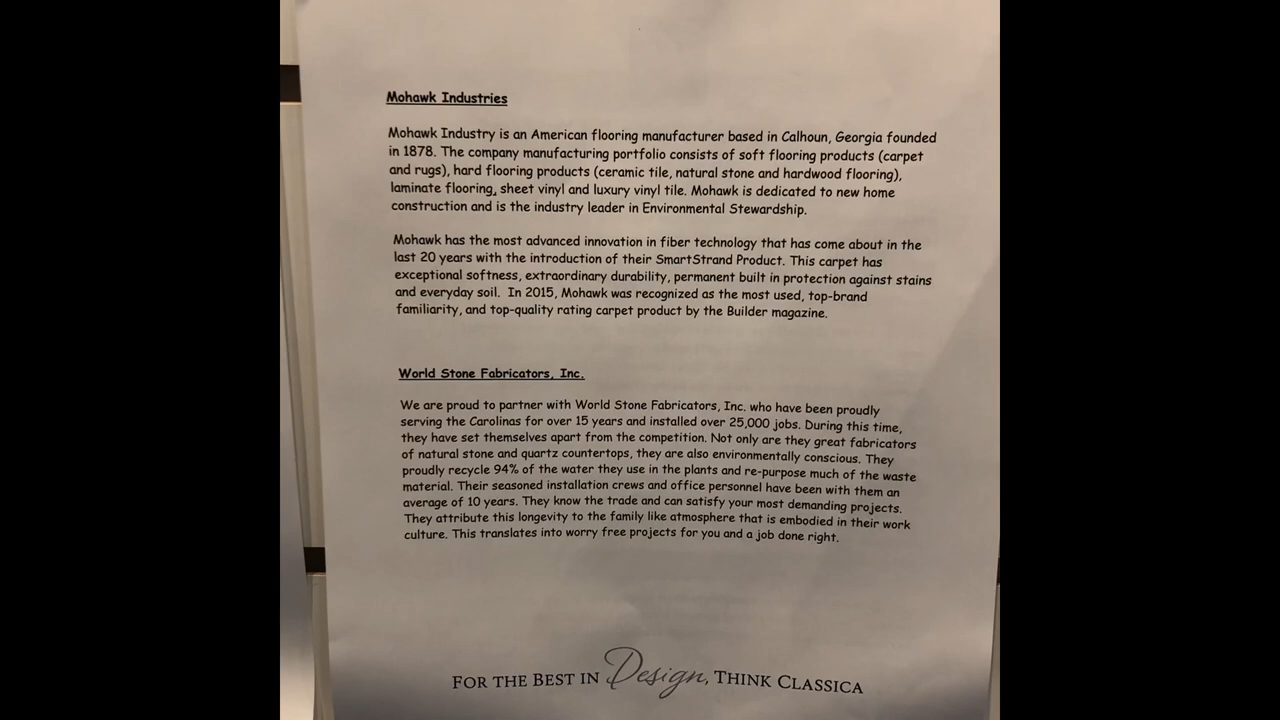 Mohawk Industries
Mohawk Industry is an American flooring manufacturer based in Calhoun, Georgia founded
in 1878. The company manufacturing portfolio consists of soft flooring products (carpet
and rugs), hard flooring products (ceramic tile, natural stone and hardwood flooring),
laminate flooring, sheet vinyl and luxury vinyl tile. Mohawk is dedicated to new home
construction and is the industry leader in Environmental Stewardship.
Mohawk has the most advanced innovation in fiber technology that has come about in the
last 20 years with the introduction of their SmartStrand Product. This carpet has
exceptional softness, extraordinary durability, permanent built in protection against stains
and everyday soil. In 2015, Mohawk was recognized as the most used, top-brand
familiarity, and top-quality rating carpet product by the Builder magazine.
World Stone Fabricators, Inc.
We are proud to partner with World Stone Fabricators, Inc. who have been proudly
serving the Carolinas for over 15 years and installed over 25,000 jobs. During this time,
they have set themselves apart from the competition. Not only are they great fabricators
of natural stone and quartz countertops, they are also environmentally conscious. They
proudly recycle 94% of the water they use in the plants and re-purpose much of the waste
material. Their seasoned installation crews and office personnel have been with them an
average of 10 years. They know the trade and can satisfy your most demanding projects.
They attribute this longevity to the family like atmosphere that is embodied in their work
culture. This translates into worry free projects for you and a job done right.
FOR THE BEST IN Design, THINK CLASSICA